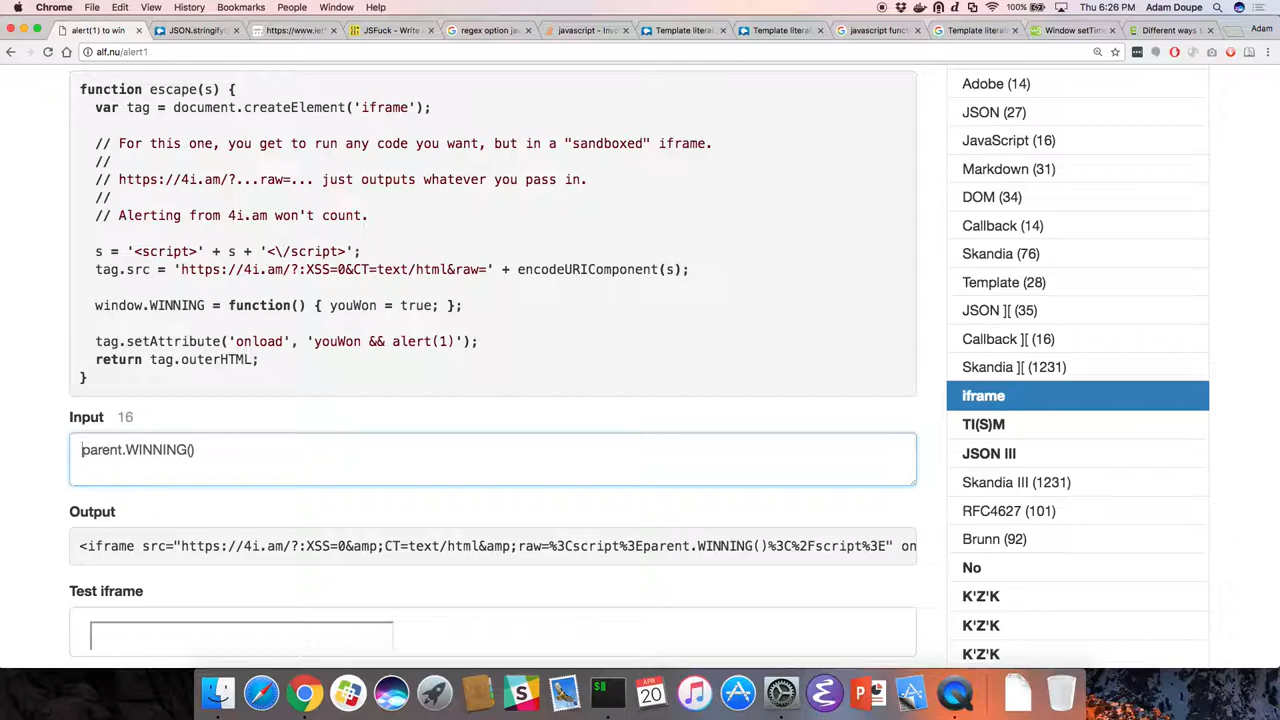 Chrome File Edit View History Bookmarks People Window Help
100% Thu 6:26 PM Adam Doupe
alert(1) to win
JSON.stringify()
https://www.iet
JSFuck - Write
regex option ja
javascript - Inv
Template literal
Template literal
javascript func
Template literal
Window setTim
Different ways
Adam
alf.nu/alert1
function escape(s) {
var tag = document.createElement('iframe');
// For this one, you get to run any code you want, but in a "sandboxed" iframe.
//
// https://4i.am/?...raw=... just outputs whatever you pass in.
//
// Alerting from 4i.am won't count.
s = '<script>' + s + '<\/script>';
tag.src = 'https://4i.am/?:XSS=0&CT=text/html&raw=' + encodeURIComponent(s);
window.WINNING = function() { youWon = true; };
tag.setAttribute('onload', 'youWon && alert(1)');
return tag.outerHTML;
}
Input 16
parent.WINNING()
Output
<iframe src="https://4i.am/?:XSS=0&amp;CT=text/html&amp;raw=%3Cscript%3Eparent.WINNING()%3C%2Fscript%3E" on
Test iframe
Adobe (14)
JSON (27)
JavaScript (16)
Markdown (31)
DOM (34)
Callback (14)
Skandia (76)
Template (28)
JSON ][ (35)
Callback ][ (16)
Skandia ][ (1231)
iframe
TI(S)M
JSON III
Skandia III (1231)
RFC4627 (101)
Brunn (92)
No
K'Z'K
K'Z'K
K'Z'K
APR
20